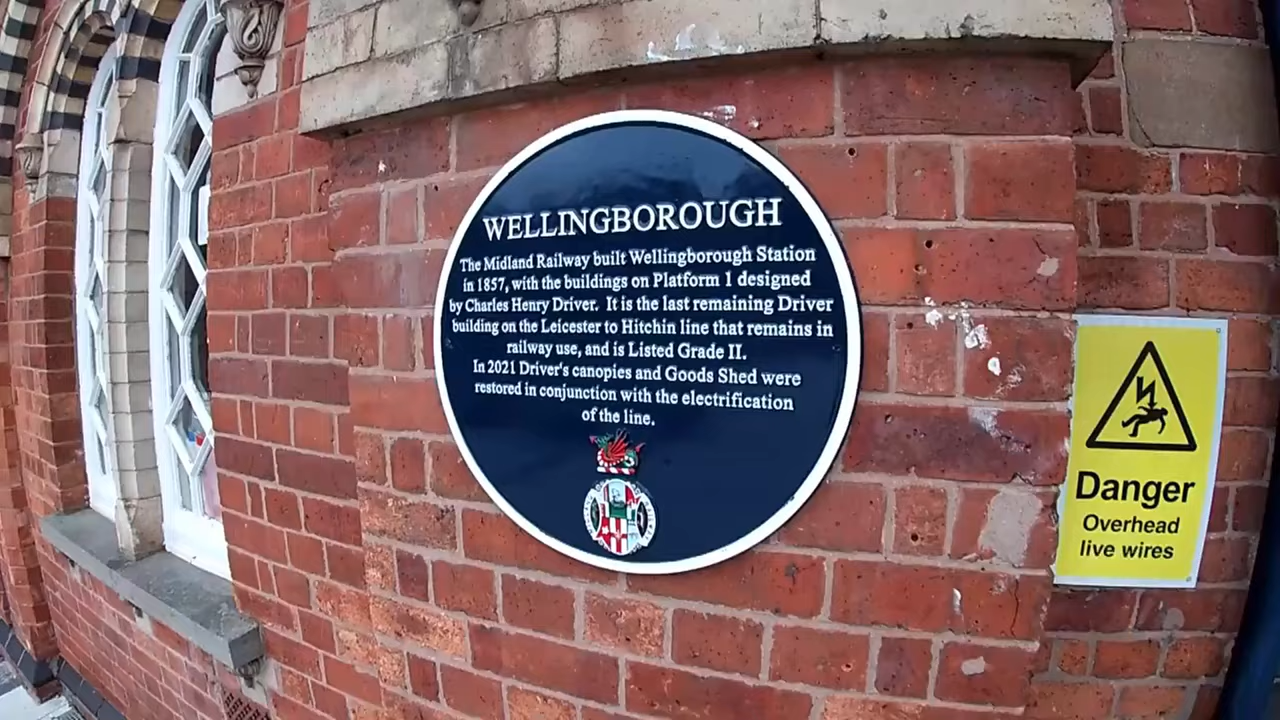 WELLINGBOROUGH
The Midland Railway built Wellingborough Station
in 1857, with the buildings on Platform 1 designed
by Charles Henry Driver. It is the last remaining Driver
building on the Leicester to Hitchin line that remains in
railway use, and is Listed Grade II.
In 2021 Driver's canopies and Goods Shed were
restored in conjunction with the electrification
of the line.
Danger
Overhead
live wires